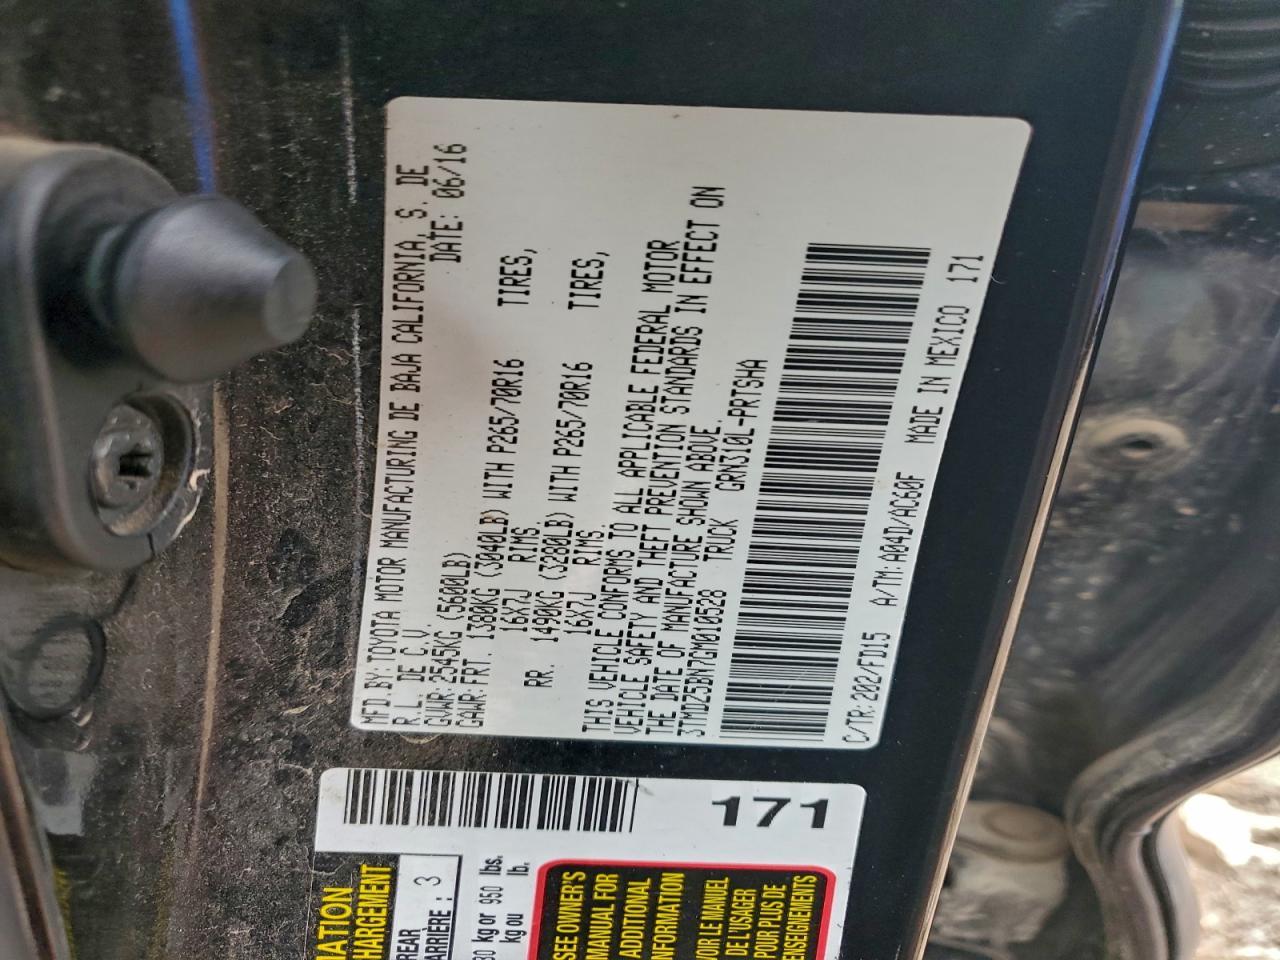 MFD.BY:TOYOTA MOTOR MANUFACTURING DE BAJA CALIFORNIA, S. DE
R.L. DE C.V. DATE: 06/16
GVWR:2545KG (5600LB)
GAWR:FRT. 1380KG (3040LB) WITH P265/70R16 TIRES,
16X7J RIMS.
RR. 1490KG (3280LB) WITH P265/70R16 TIRES,
16X7J RIMS.
THIS VEHICLE CONFORMS TO ALL APPLICABLE FEDERAL MOTOR
VEHICLE SAFETY AND THEFT PREVENTION STANDARDS IN EFFECT ON
THE DATE OF MANUFACTURE SHOWN ABOVE.
3TMDZ5BN7GM010528 TRUCK GRN310L-PRTSHA
C/TR:202/FD15 A/TM:A04D/AC60F MADE IN MEXICO 171
171
MATION
HARGEMENT
REAR
ARRIÈRE : 3
30 kg or 950 lbs.
kg ou lb.
SEE OWNER'S
MANUAL FOR
ADDITIONAL
INFORMATION
VOIR LE MANUEL
DE L'USAGER
POUR PLUS DE
ENSEIGNEMENTS